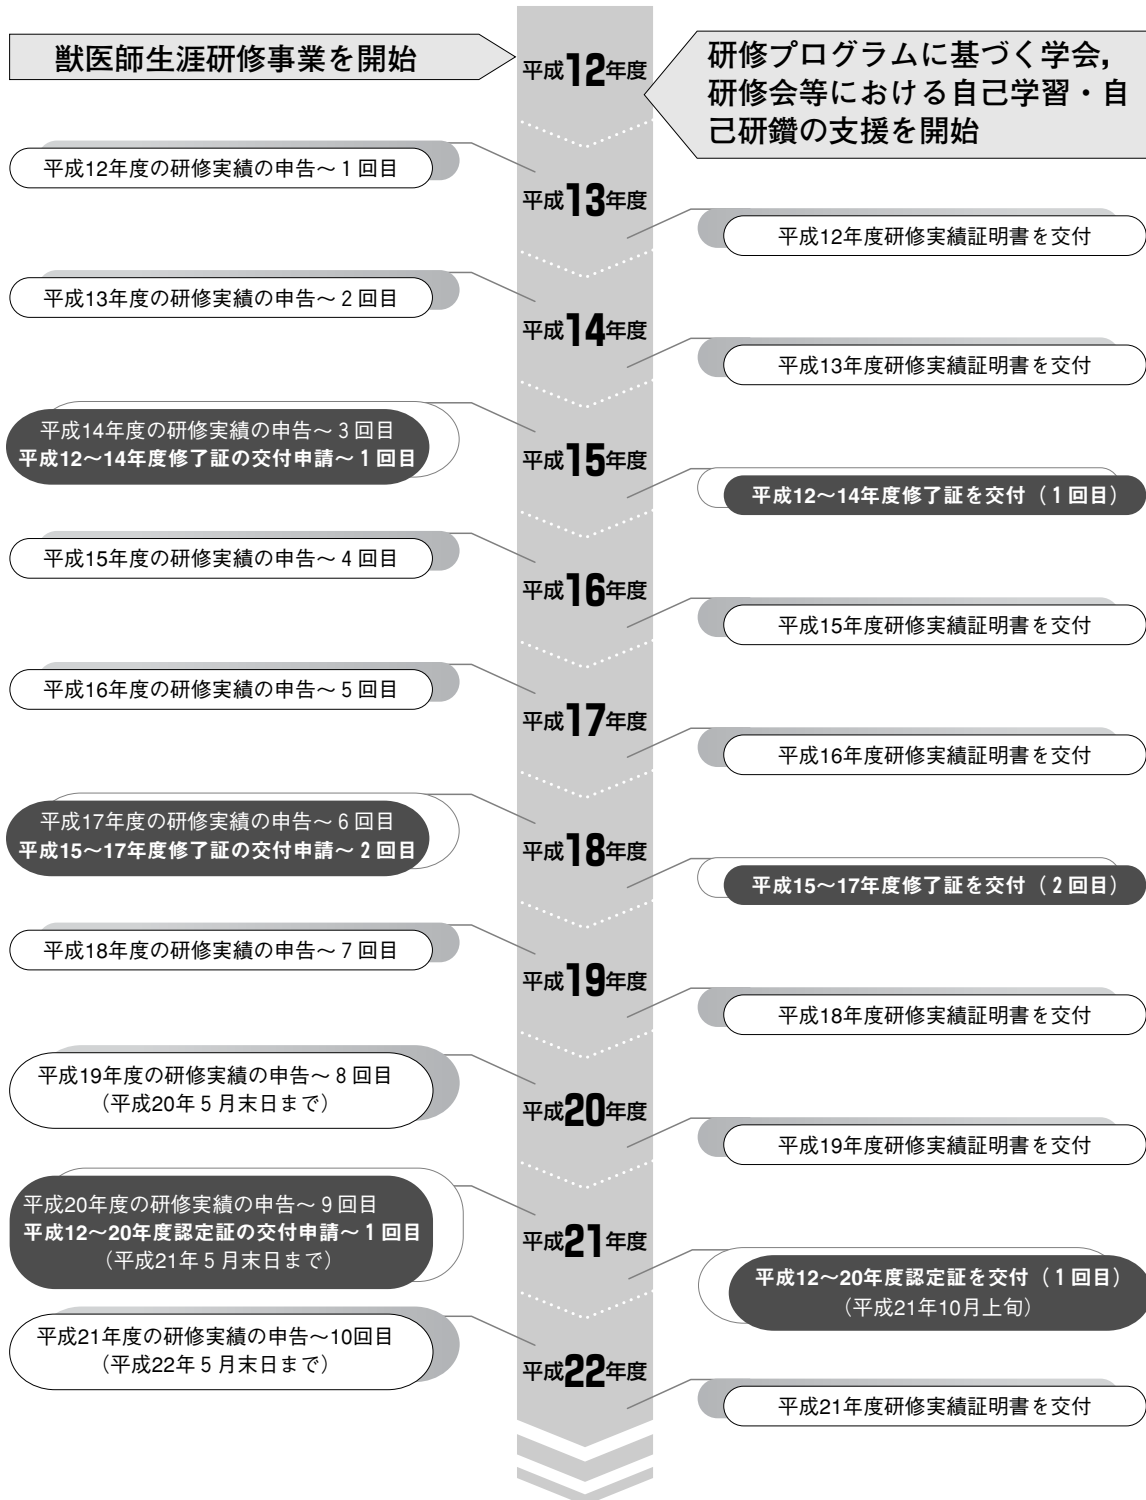 獣医師生涯研修事業を開始
平成12年度
研修プログラムに基づく学会，
研修会等における自己学習・自
己研鑽の支援を開始
平成12年度の研修実績の申告～1回目
平成13年度
平成12年度研修実績証明書を交付
平成13年度の研修実績の申告～2回目
平成14年度
平成13年度研修実績証明書を交付
平成14年度の研修実績の申告～3回目
平成12～14年度修了証の交付申請～1回目
平成15年度
平成12～14年度修了証を交付（1回目）
平成15年度の研修実績の申告～4回目
平成16年度
平成15年度研修実績証明書を交付
平成16年度の研修実績の申告～5回目
平成17年度
平成16年度研修実績証明書を交付
平成17年度の研修実績の申告～6回目
平成15～17年度修了証の交付申請～2回目
平成18年度
平成15～17年度修了証を交付（2回目）
平成18年度の研修実績の申告～7回目
平成19年度
平成18年度研修実績証明書を交付
平成19年度の研修実績の申告～8回目
（平成20年5月末日まで）
平成20年度
平成19年度研修実績証明書を交付
平成20年度の研修実績の申告～9回目
平成12～20年度認定証の交付申請～1回目
（平成21年5月末日まで）
平成21年度
平成12～20年度認定証を交付（1回目）
（平成21年10月上旬）
平成21年度の研修実績の申告～10回目
（平成22年5月末日まで）
平成22年度
平成21年度研修実績証明書を交付